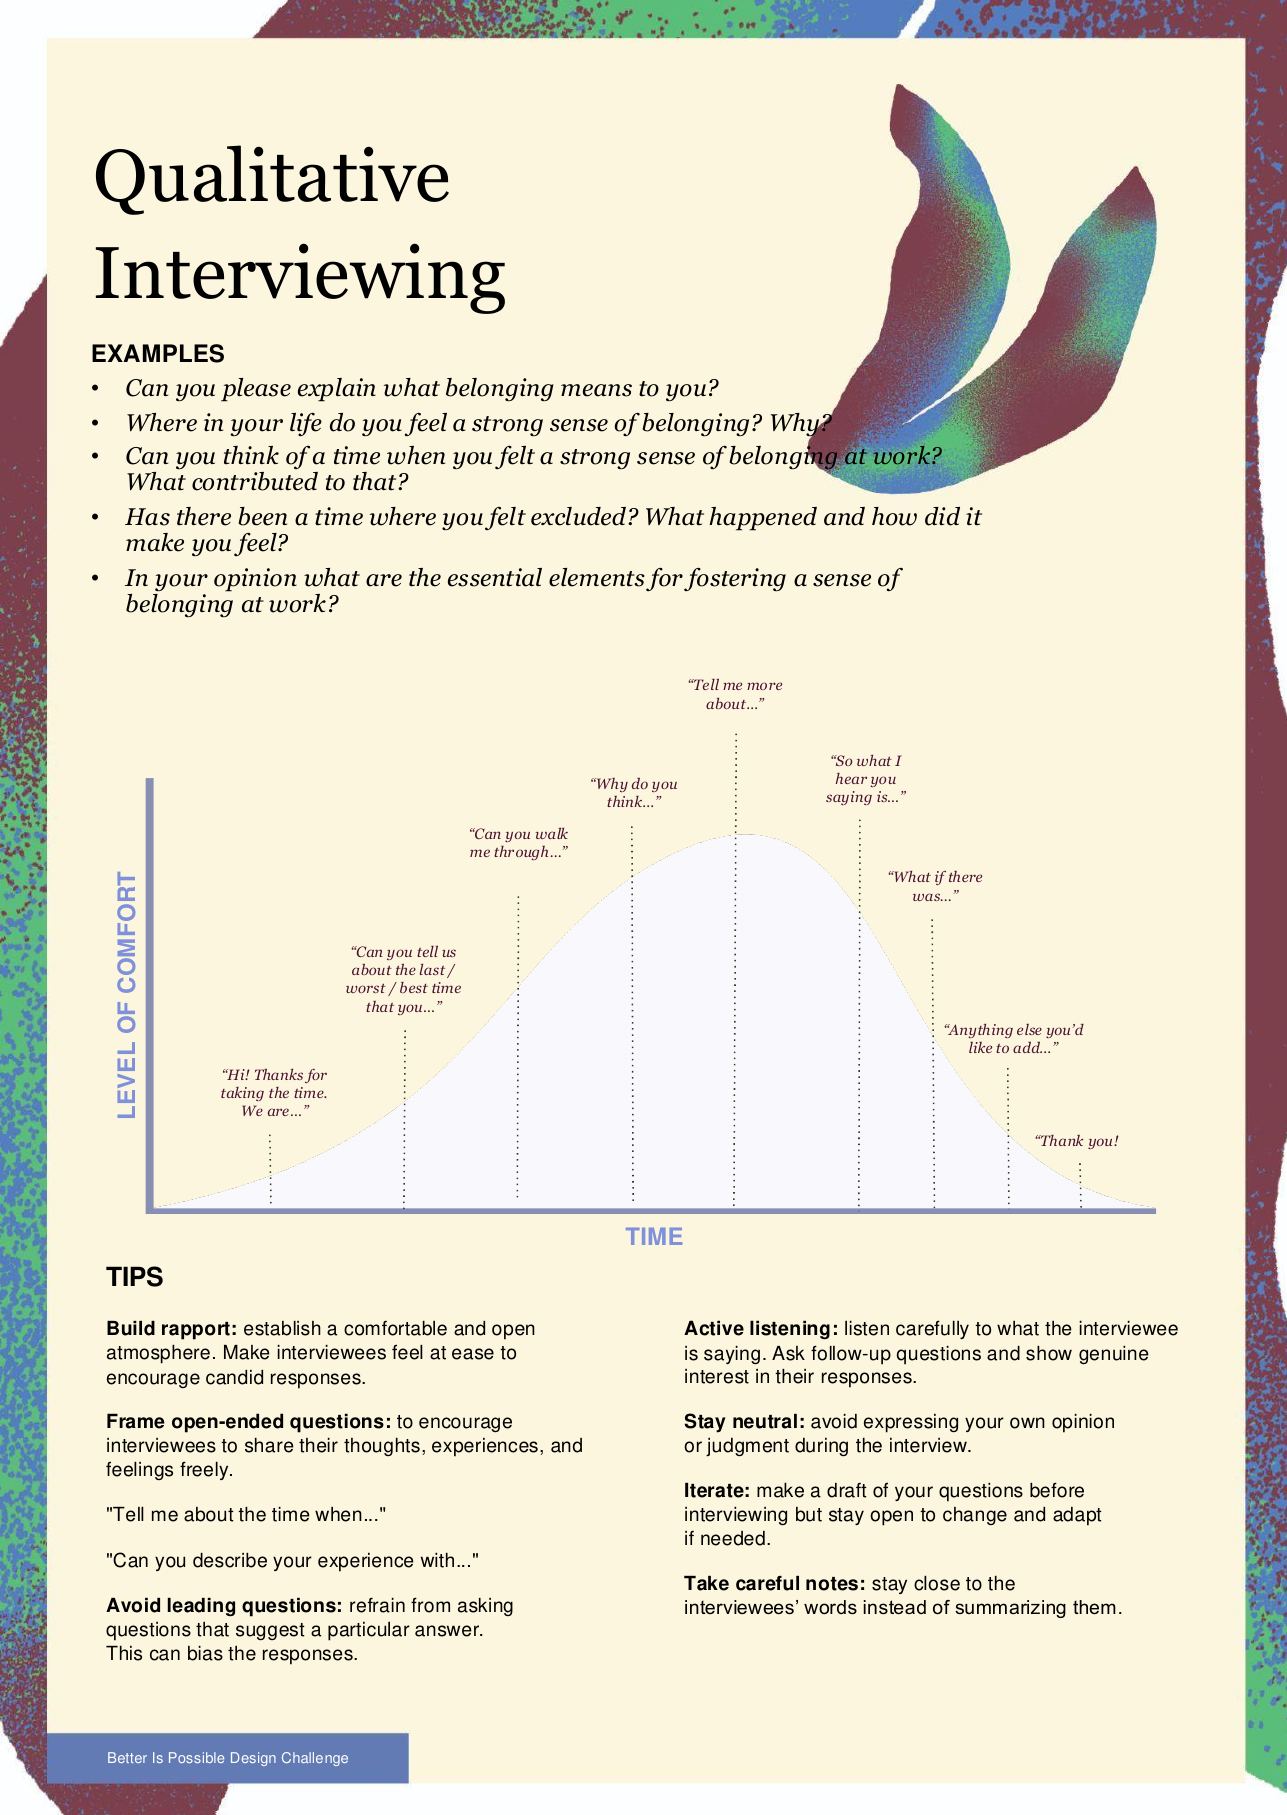 Qualitative
Interviewing
EXAMPLES
• Can you please explain what belonging means to you?
• Where in your life do you feel a strong sense of belonging? Why?
• Can you think of a time when you felt a strong sense of belonging at work?
What contributed to that?
• Has there been a time where you felt excluded? What happened and how did it
make you feel?
• In your opinion what are the essential elements for fostering a sense of
belonging at work?
LEVEL OF COMFORT
“Hi! Thanks for
taking the time.
We are...”
“Can you tell us
about the last /
worst / best time
that you...”
“Can you walk
me through...”
“Why do you
think...”
“Tell me more
about...”
“So what I
hear you
saying is...”
“What if there
was...”
“Anything else you’d
like to add...”
“Thank you!
TIME
TIPS
Build rapport: establish a comfortable and open
atmosphere. Make interviewees feel at ease to
encourage candid responses.
Frame open-ended questions: to encourage
interviewees to share their thoughts, experiences, and
feelings freely.
"Tell me about the time when..."
"Can you describe your experience with..."
Avoid leading questions: refrain from asking
questions that suggest a particular answer.
This can bias the responses.
Active listening: listen carefully to what the interviewee
is saying. Ask follow-up questions and show genuine
interest in their responses.
Stay neutral: avoid expressing your own opinion
or judgment during the interview.
Iterate: make a draft of your questions before
interviewing but stay open to change and adapt
if needed.
Take careful notes: stay close to the
interviewees’ words instead of summarizing them.
Better Is Possible Design Challenge